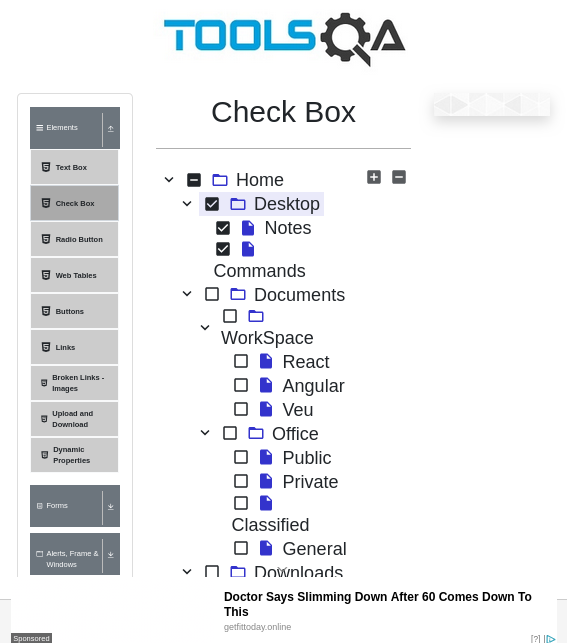 TOOLSQA
Check Box
Elements
Text Box
Check Box
Radio Button
Web Tables
Buttons
Links
Broken Links -
Images
Upload and
Download
Dynamic
Properties
Forms
Alerts, Frame &
Windows
Home
Desktop
Notes
Commands
Documents
WorkSpace
React
Angular
Veu
Office
Public
Private
Classified
General
Downloads
Doctor Says Slimming Down After 60 Comes Down To
This
getfittoday.online
Sponsored
[?]